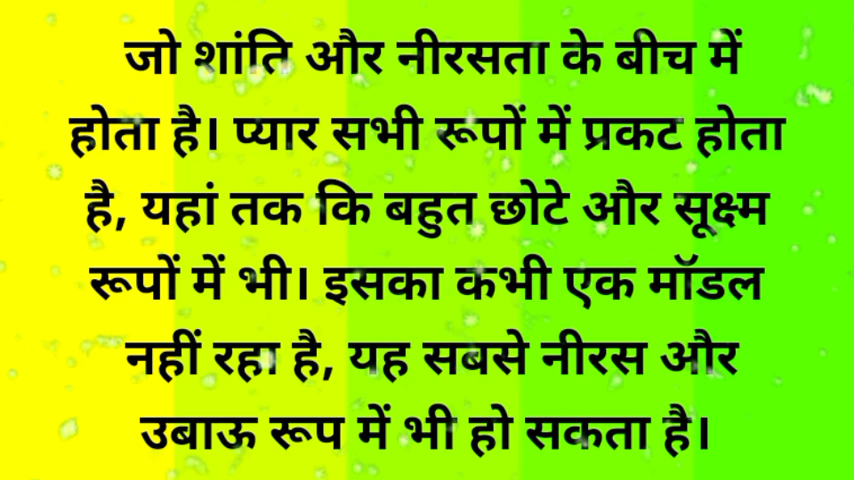 जो शांति और नीरसता के बीच में
होता है। प्यार सभी रूपों में प्रकट होता
है, यहां तक कि बहुत छोटे और सूक्ष्म
रूपों में भी। इसका कभी एक मॉडल
नहीं रहा है, यह सबसे नीरस और
उबाऊ रूप में भी हो सकता है।